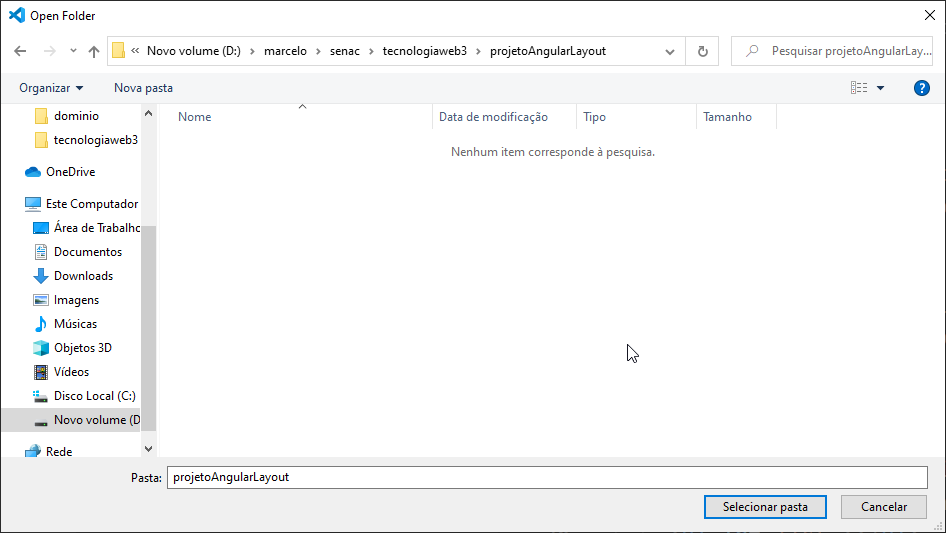 Open Folder
« Novo volume (D:) › marcelo › senac › tecnologiaweb3 › projetoAngularLayout
Pesquisar projetoAngularLay...
Organizar Nova pasta
Nome Data de modificação Tipo Tamanho
Nenhum item corresponde à pesquisa.
dominio
tecnologiaweb3
OneDrive
Este Computador
Área de Trabalho
Documentos
Downloads
Imagens
Músicas
Objetos 3D
Vídeos
Disco Local (C:)
Novo volume (D
Rede
Pasta: projetoAngularLayout
Selecionar pasta Cancelar